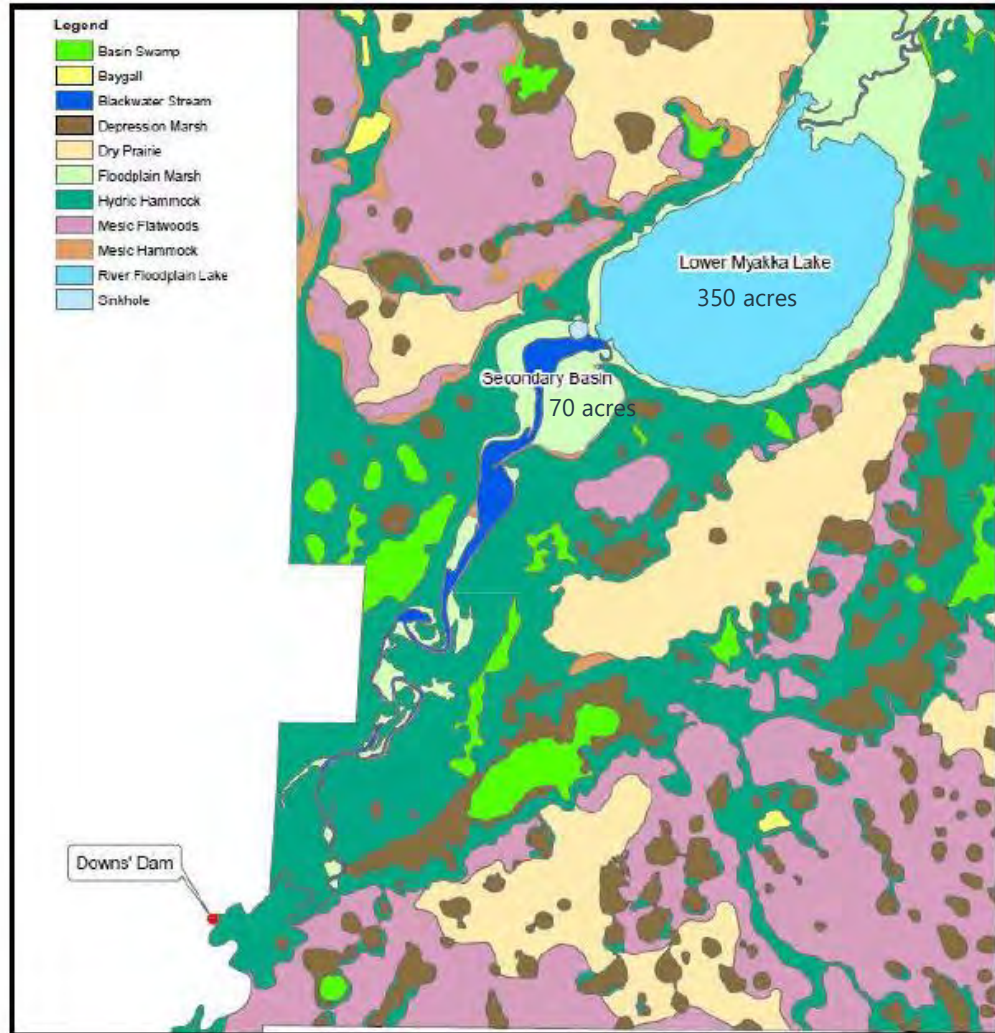 Legend
Basin Swamp
Baygall
Blackwater Stream
Depression Marsh
Dry Prairie
Floodplain Marsh
Hydric Hammock
Mesic Flatwoods
Mesic Hammock
River Floodplain Lake
Sinkhole
Lower Myakka Lake
350 acres
Secondary Basin
70 acres
Downs' Dam